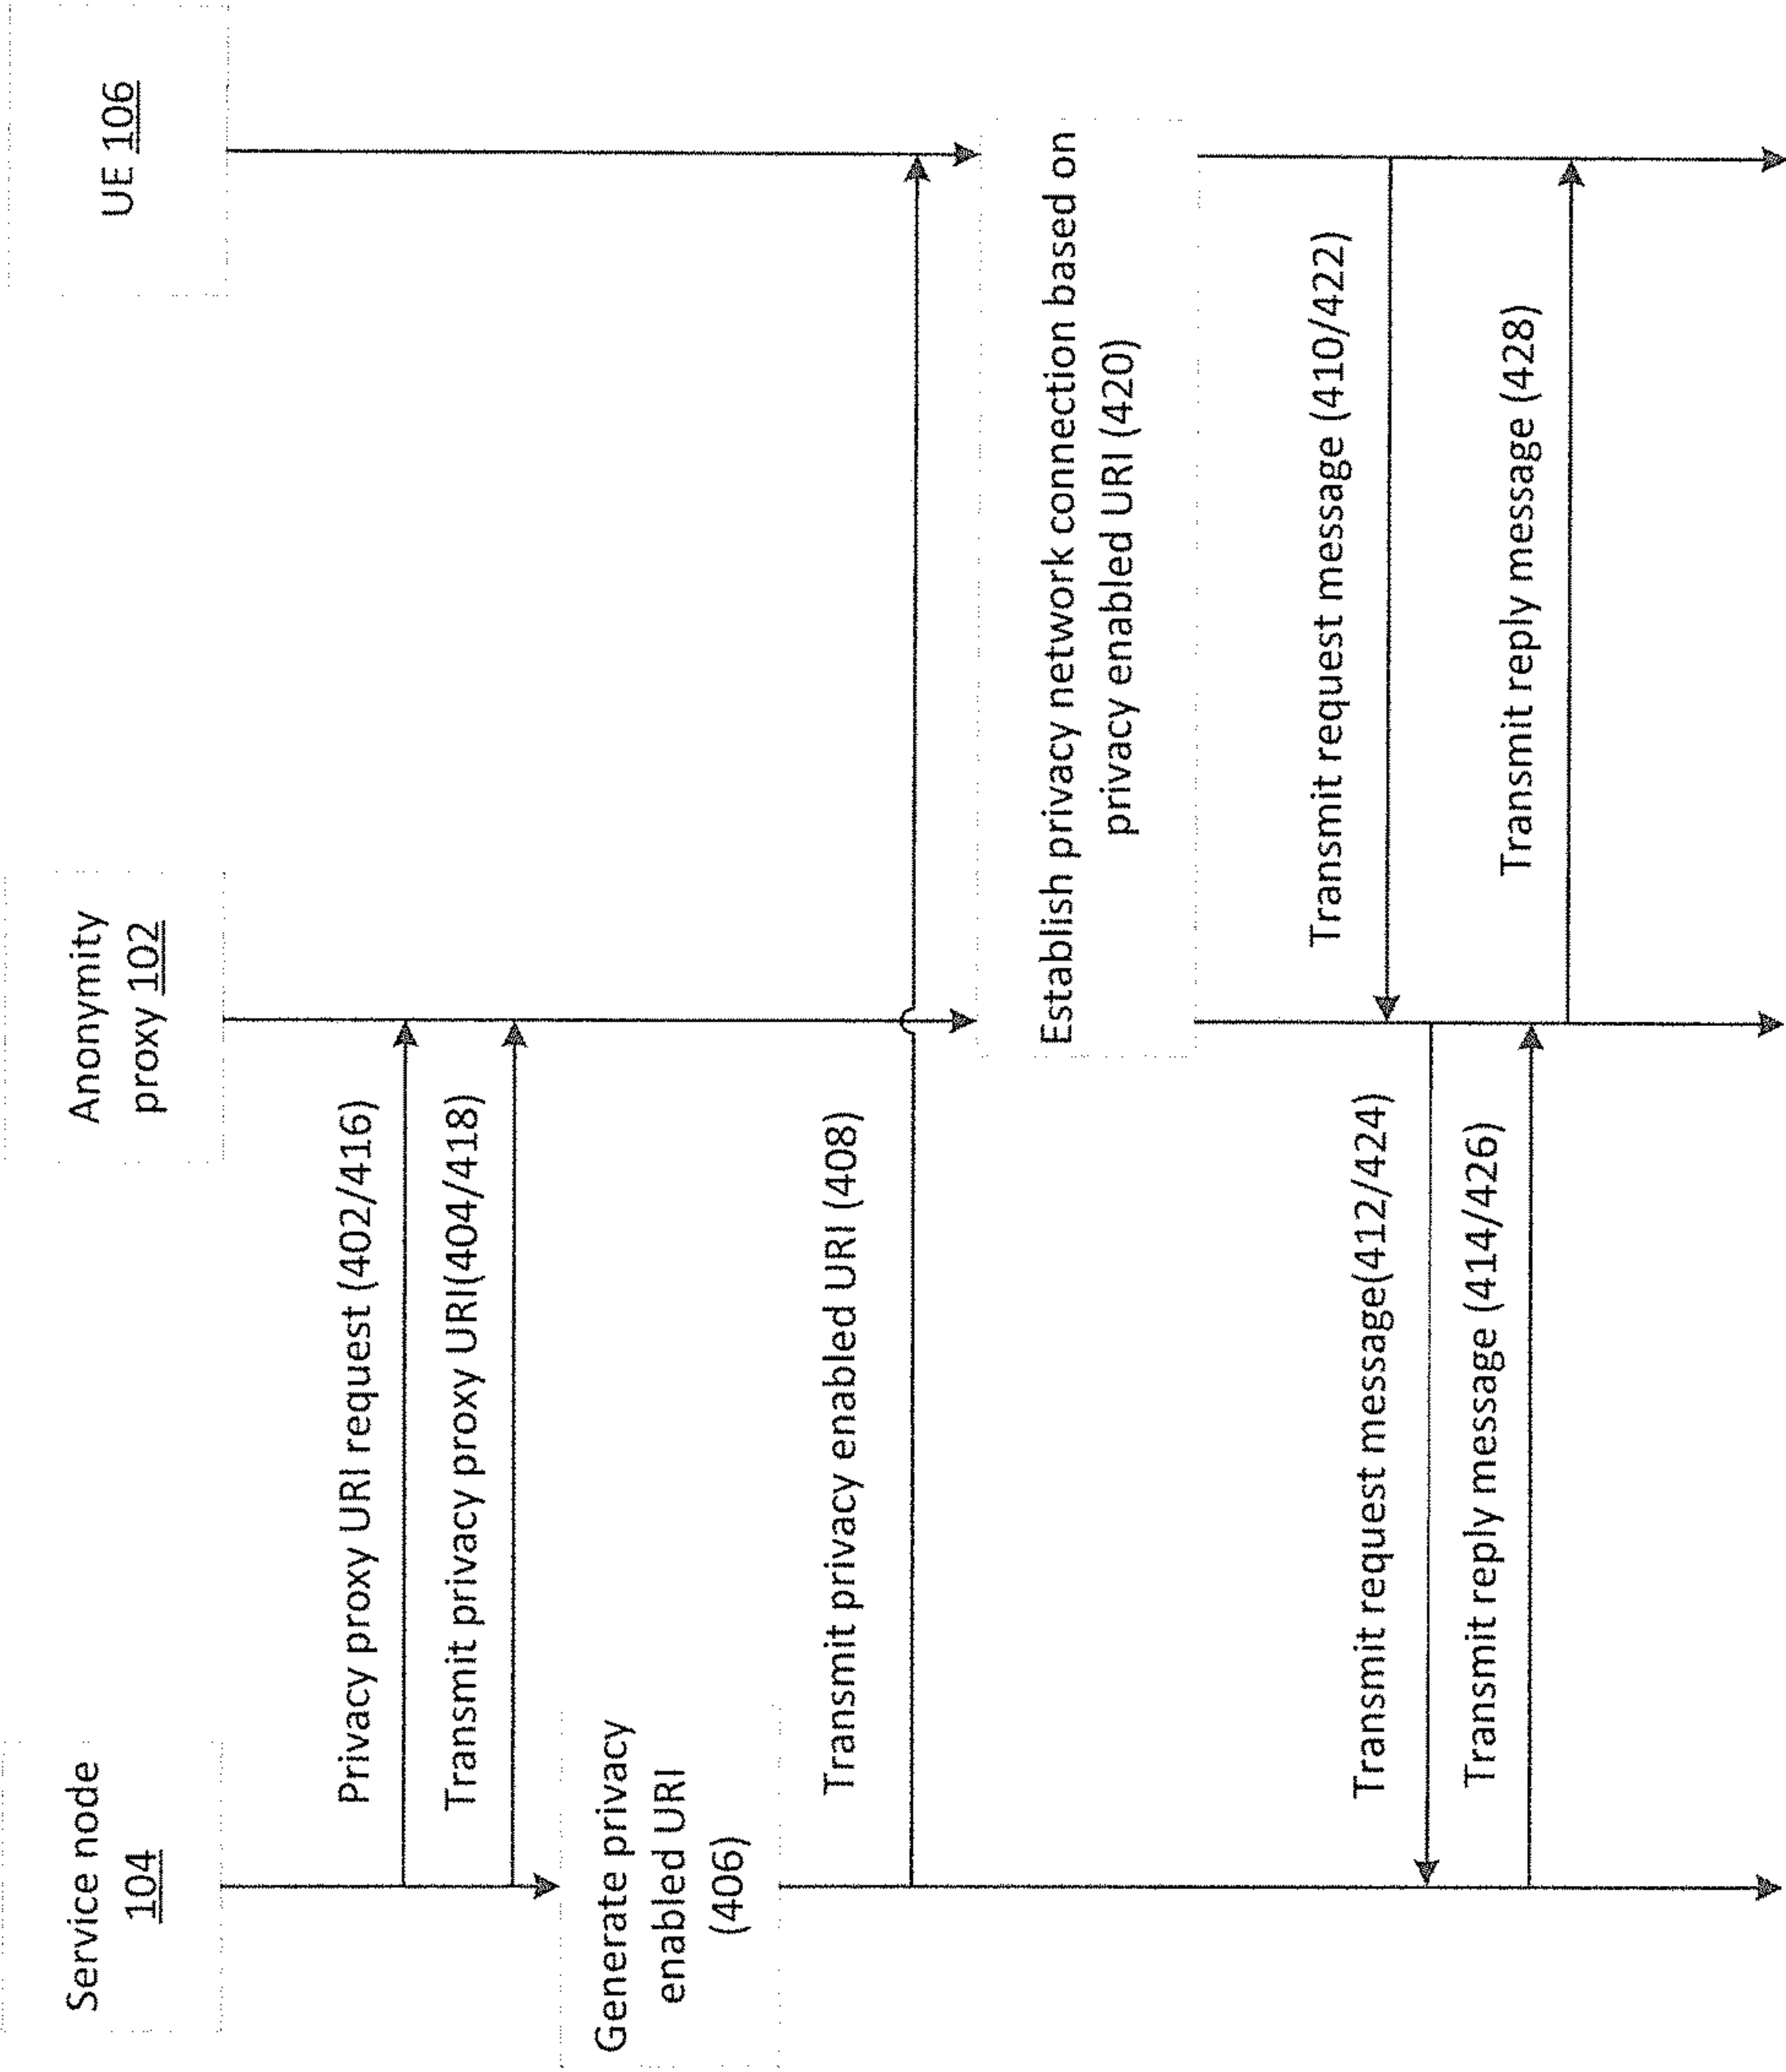 Service node
104
Anonymity
proxy 102
UE 106
Privacy proxy URI request (402/416)
Transmit privacy proxy URI(404/418)
Generate privacy
enabled URI
(406)
Transmit privacy enabled URI (408)
Establish privacy network connection based on
privacy enabled URI (420)
Transmit request message (410/422)
Transmit request message(412/424)
Transmit reply message (414/426)
Transmit reply message (428)